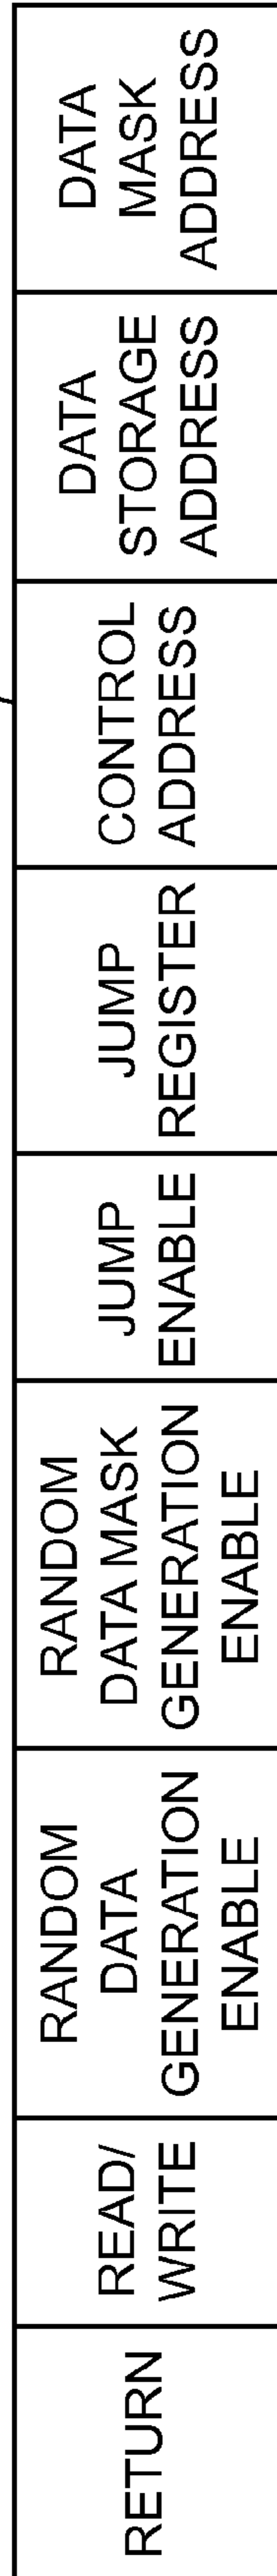 RETURN
READ/
WRITE
RANDOM
DATA
GENERATION
ENABLE
RANDOM
DATA MASK
GENERATION
ENABLE
JUMP
ENABLE
JUMP
REGISTER
CONTROL
ADDRESS
DATA
STORAGE
ADDRESS
DATA
MASK
ADDRESS